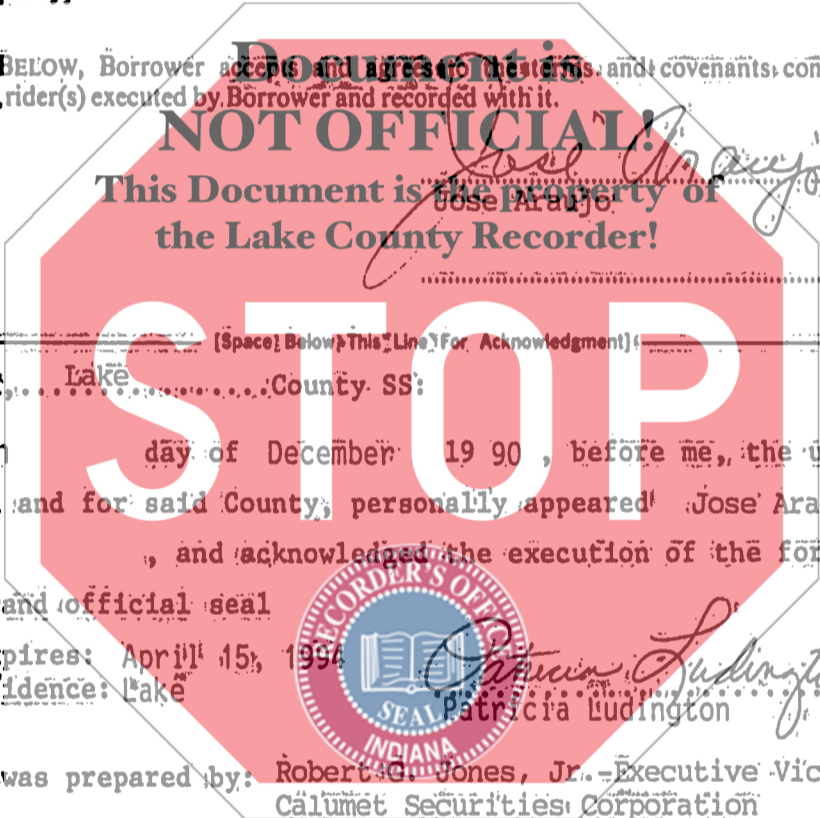 BELOW, Borrower accepts and agrees to the terms and covenants con
rider(s) executed by Borrower and recorded with it.
Document is
NOT OFFICIAL!
This Document is the property of
the Lake County Recorder!
Jose Araujo
Jose Araujo
STOP
[Space Below This Line For Acknowledgment]
Lake County SS:
day of December 19 90, before me, the u
and for said County, personally appeared Jose Ara
, and acknowledged the execution of the for
and official seal
pires: April 15, 1994
idence: Lake
Patricia Ludington
Patricia Ludington
RECORDER'S OFFICE
SEAL
INDIANA
was prepared by: Robert G. Jones, Jr.-Executive Vic
Calumet Securities Corporation